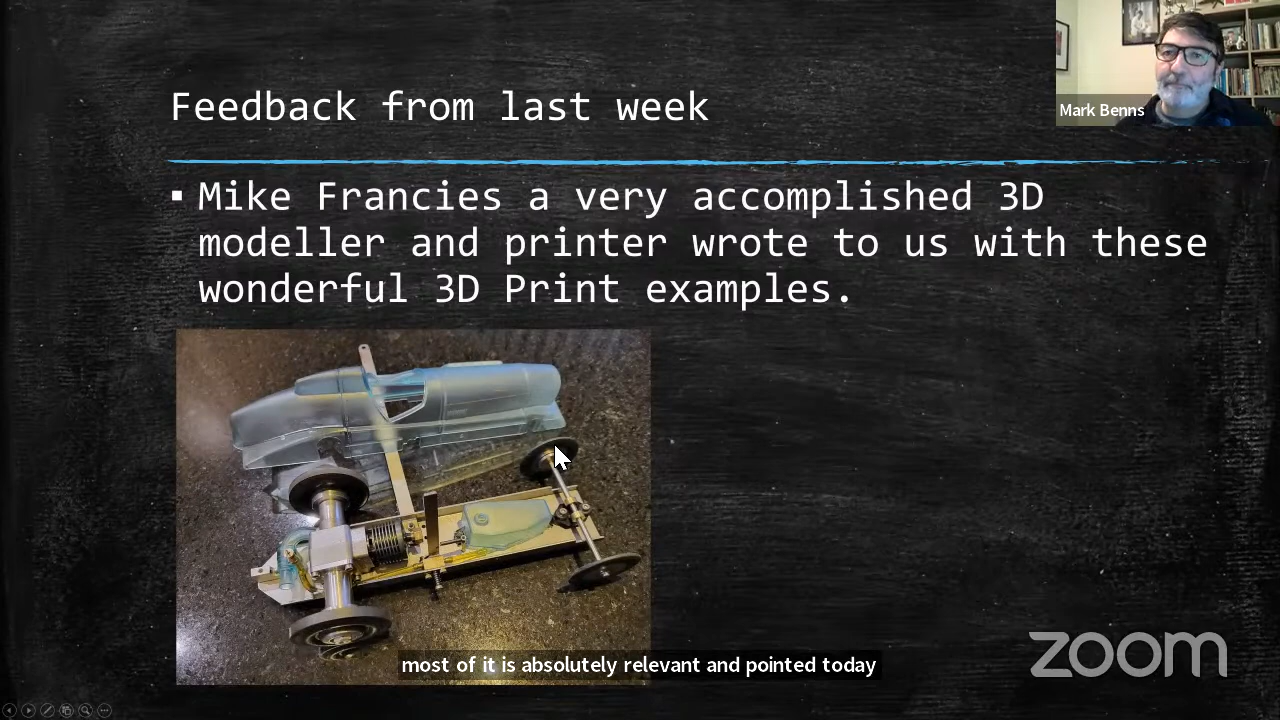 Feedback from last week
Mark Benns
▪ Mike Francies a very accomplished 3D
modeller and printer wrote to us with these
wonderful 3D Print examples.
most of it is absolutely relevant and pointed today
zoom